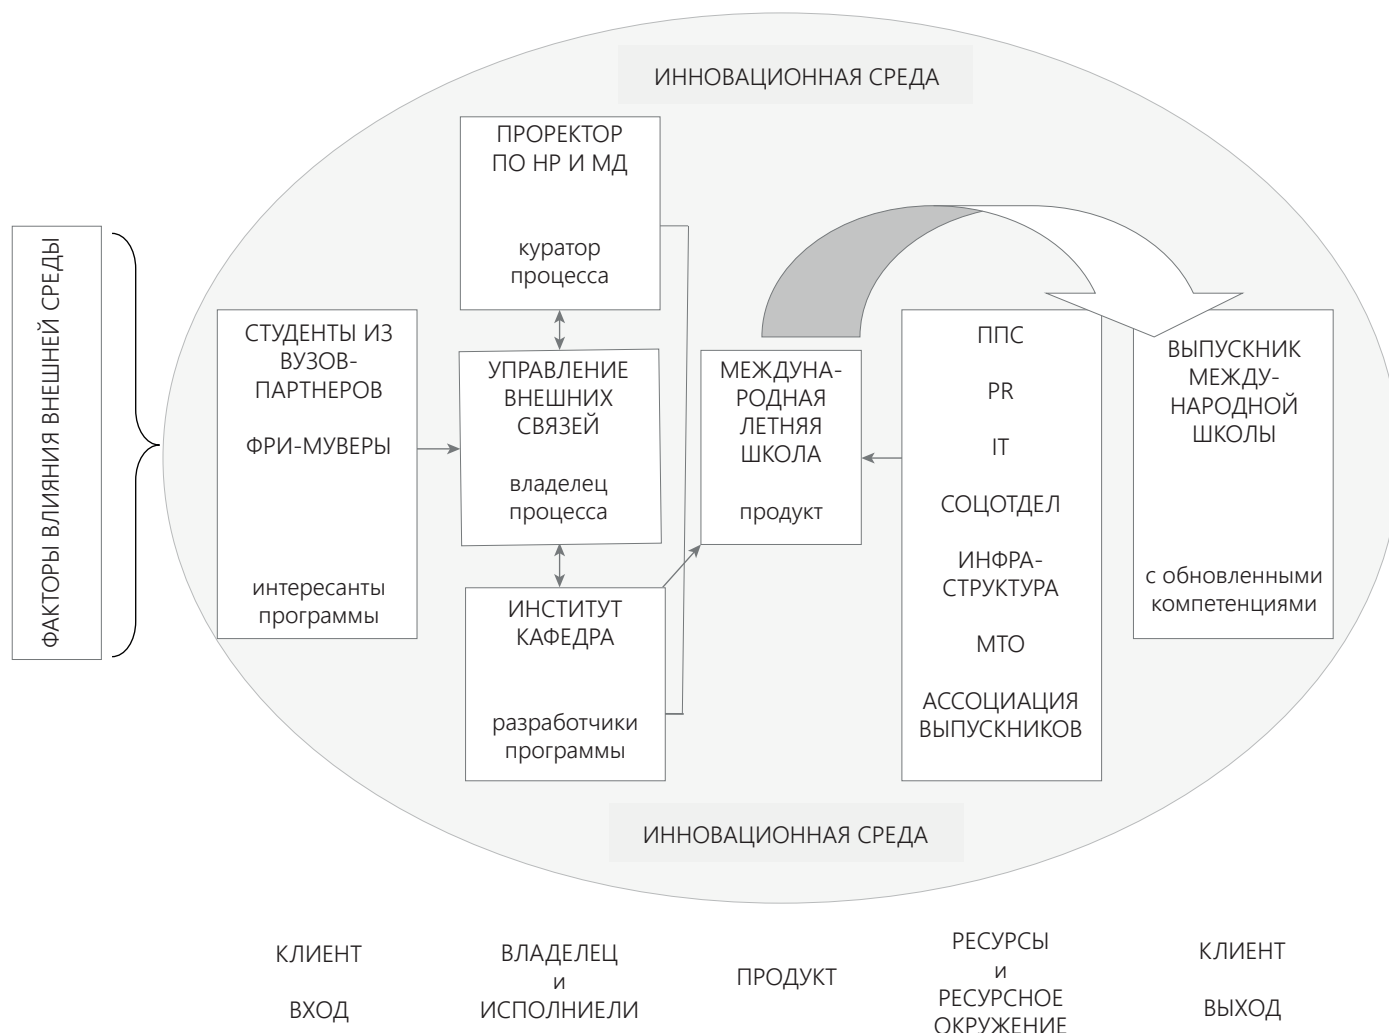 ИННОВАЦИОННАЯ СРЕДА
ФАКТОРЫ ВЛИЯНИЯ ВНЕШНЕЙ СРЕДЫ
СТУДЕНТЫ ИЗ
ВУЗОВ-
ПАРТНЕРОВ
ФРИ-МУВЕРЫ
интересанты
программы
ПРОРЕКТОР
ПО НР И МД
куратор
процесса
УПРАВЛЕНИЕ
ВНЕШНИХ
СВЯЗЕЙ
владелец
процесса
ИНСТИТУТ
КАФЕДРА
разработчики
программы
МЕЖДУНА-
РОДНАЯ
ЛЕТНЯЯ
ШКОЛА
продукт
ППС
PR
IT
СОЦОТДЕЛ
ИНФРА-
СТРУКТУРА
МТО
АССОЦИАЦИЯ
ВЫПУСКНИКОВ
ВЫПУСКНИК
МЕЖДУ-
НАРОДНОЙ
ШКОЛЫ
с обновленными
компетенциями
ИННОВАЦИОННАЯ СРЕДА
КЛИЕНТ
ВХОД
ВЛАДЕЛЕЦ
и
ИСПОЛНИЕЛИ
ПРОДУКТ
РЕСУРСЫ
и
РЕСУРСНОЕ
ОКРУЖЕНИЕ
КЛИЕНТ
ВЫХОД